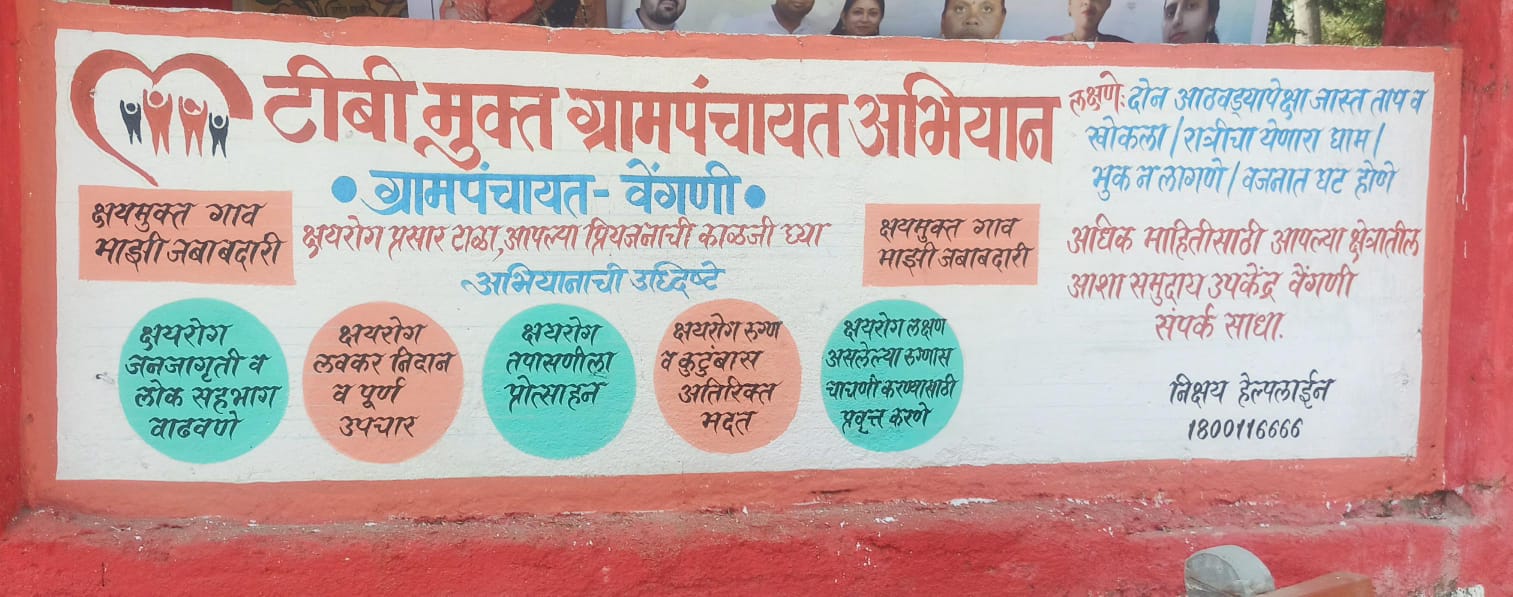 टीबी मुक्त ग्रामपंचायत अभियान
• ग्रामपंचायत - वेंगणी •
क्षयमुक्त गाव
माझी जबाबदारी
क्षयरोग प्रसार टाळा, आपल्या प्रियजनाची काळजी घ्या
क्षयमुक्त गाव
माझी जबाबदारी
अभियानाची उद्धिष्टे
क्षयरोग
जनजागृती व
लोक सहभाग
वाढवणे
क्षयरोग
लवकर निदान
व पूर्ण
उपचार
क्षयरोग
तपासणीला
प्रोत्साहन
क्षयरोग रुग्ण
व कुटुंबास
अतिरिक्त
मदत
क्षयरोग लक्षण
असलेल्या रुग्णास
चाचणी करण्यासाठी
प्रवृत्त करणे
लक्षणे: दोन आठवड्यापेक्षा जास्त ताप व
खोकला / रात्रीचा येणारा घाम /
भुक न लागणे / वजनात घट होणे
अधिक माहितीसाठी आपल्या क्षेत्रातील
आशा समुदाय उपकेंद्र वेंगणी
संपर्क साधा.
निक्षय हेल्पलाईन
1800116666